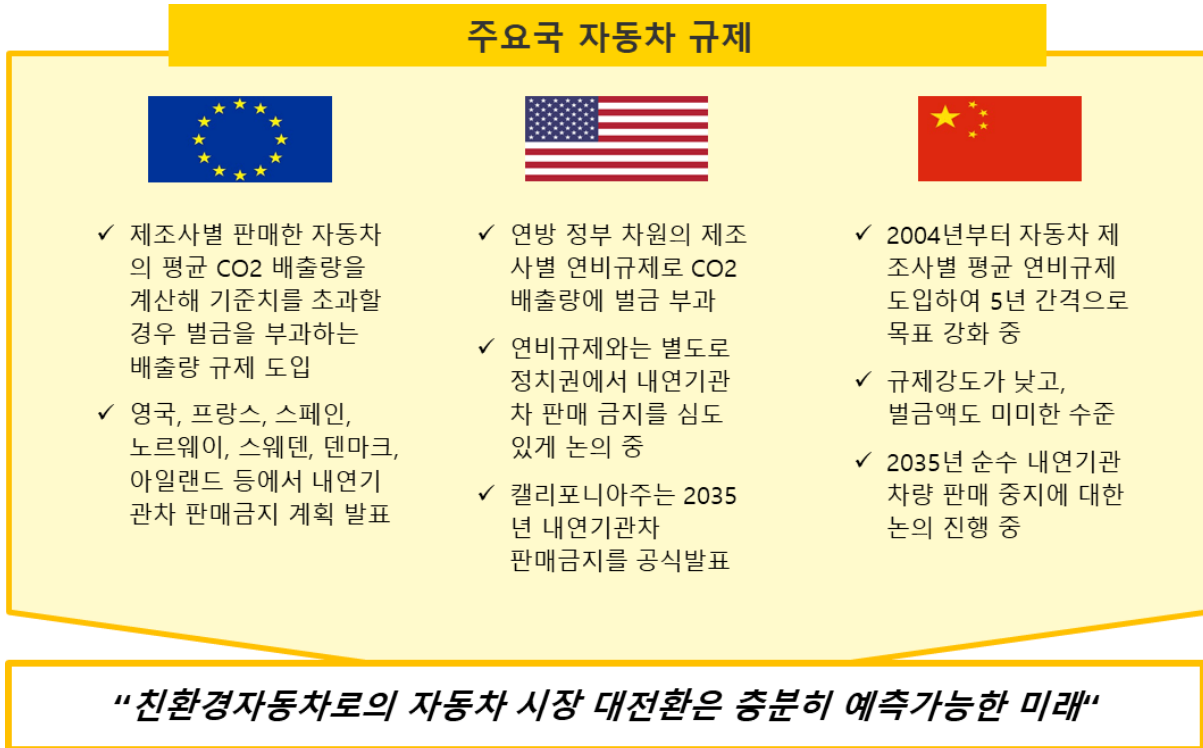 주요국 자동차 규제
✓ 제조사별 판매한 자동차
의 평균 CO2 배출량을
계산해 기준치를 초과할
경우 벌금을 부과하는
배출량 규제 도입
✓ 영국, 프랑스, 스페인,
노르웨이, 스웨덴, 덴마크,
아일랜드 등에서 내연기
관차 판매금지 계획 발표
✓ 연방 정부 차원의 제조
사별 연비규제로 CO2
배출량에 벌금 부과
✓ 연비규제와는 별도로
정치권에서 내연기관
차 판매 금지를 심도
있게 논의 중
✓ 캘리포니아주는 2035
년 내연기관차
판매금지를 공식발표
✓ 2004년부터 자동차 제
조사별 평균 연비규제
도입하여 5년 간격으로
목표 강화 중
✓ 규제강도가 낮고,
벌금액도 미미한 수준
✓ 2035년 순수 내연기관
차량 판매 중지에 대한
논의 진행 중
“친환경자동차로의 자동차 시장 대전환은 충분히 예측가능한 미래“